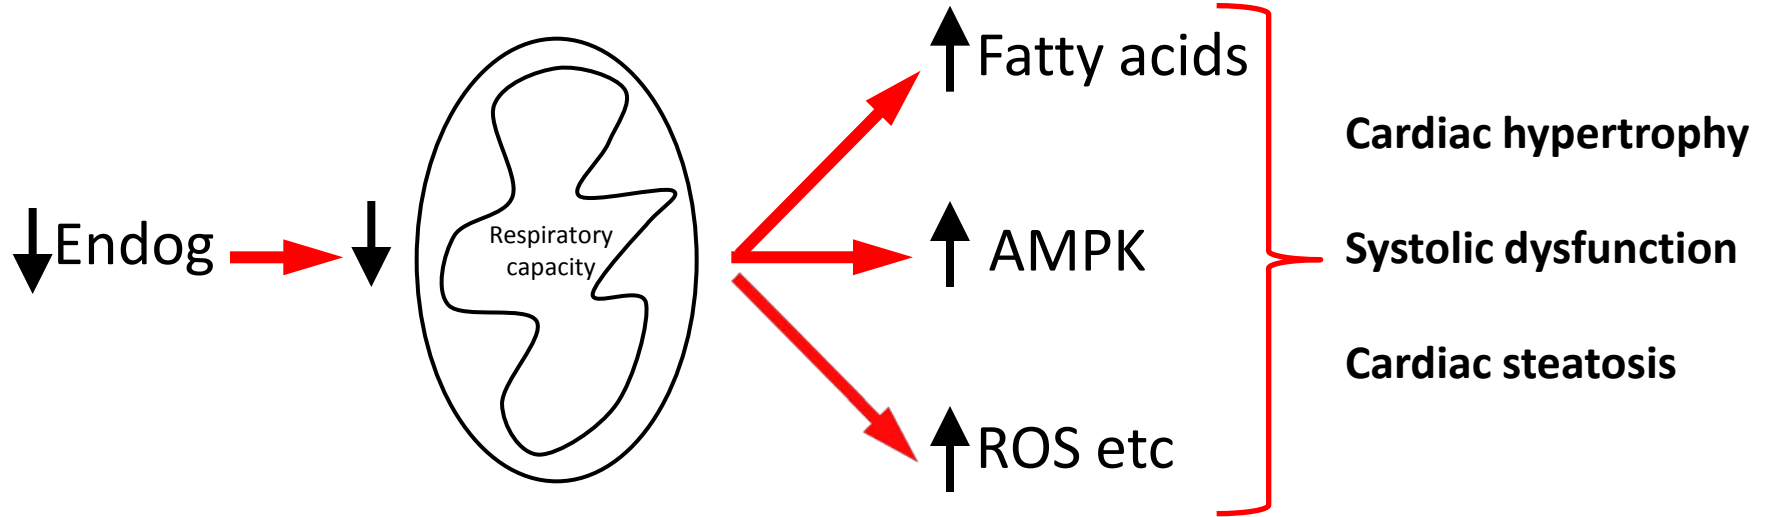 Endog
Respiratory
capacity
Fatty acids
AMPK
ROS etc
Cardiac hypertrophy
Systolic dysfunction
Cardiac steatosis